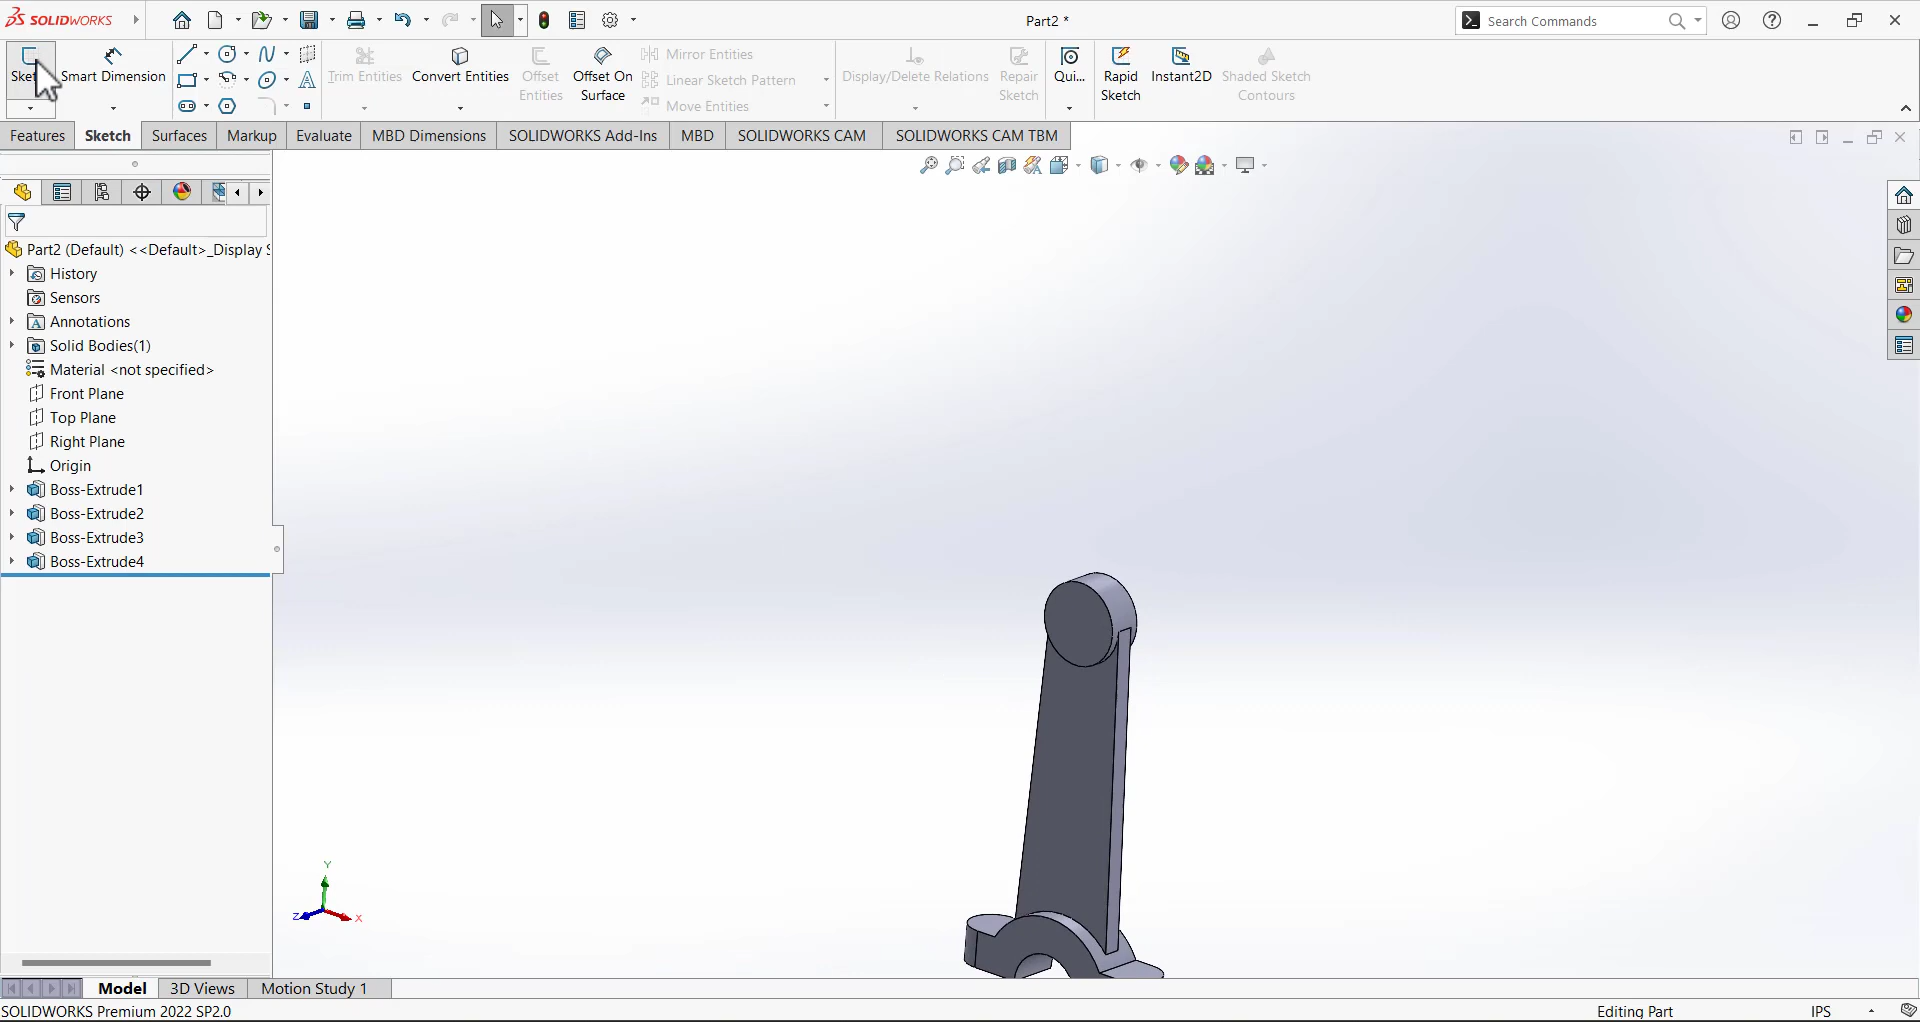 SOLIDWORKS
Part2 *
Search Commands
Smart Dimension
Trim Entities
Convert Entities
Offset
Entities
Offset On
Surface
Mirror Entities
Linear Sketch Pattern
Move Entities
Display/Delete Relations
Repair
Sketch
Qui...
Rapid
Sketch
Instant2D
Shaded Sketch
Contours
Features
Sketch
Surfaces
Markup
Evaluate
MBD Dimensions
SOLIDWORKS Add-Ins
MBD
SOLIDWORKS CAM
SOLIDWORKS CAM TBM
Part2 (Default) <<Default>_Display S
History
Sensors
Annotations
Solid Bodies(1)
Material <not specified>
Front Plane
Top Plane
Right Plane
Origin
Boss-Extrude1
Boss-Extrude2
Boss-Extrude3
Boss-Extrude4
Y
Z
X
Model
3D Views
Motion Study 1
SOLIDWORKS Premium 2022 SP2.0
Editing Part
IPS